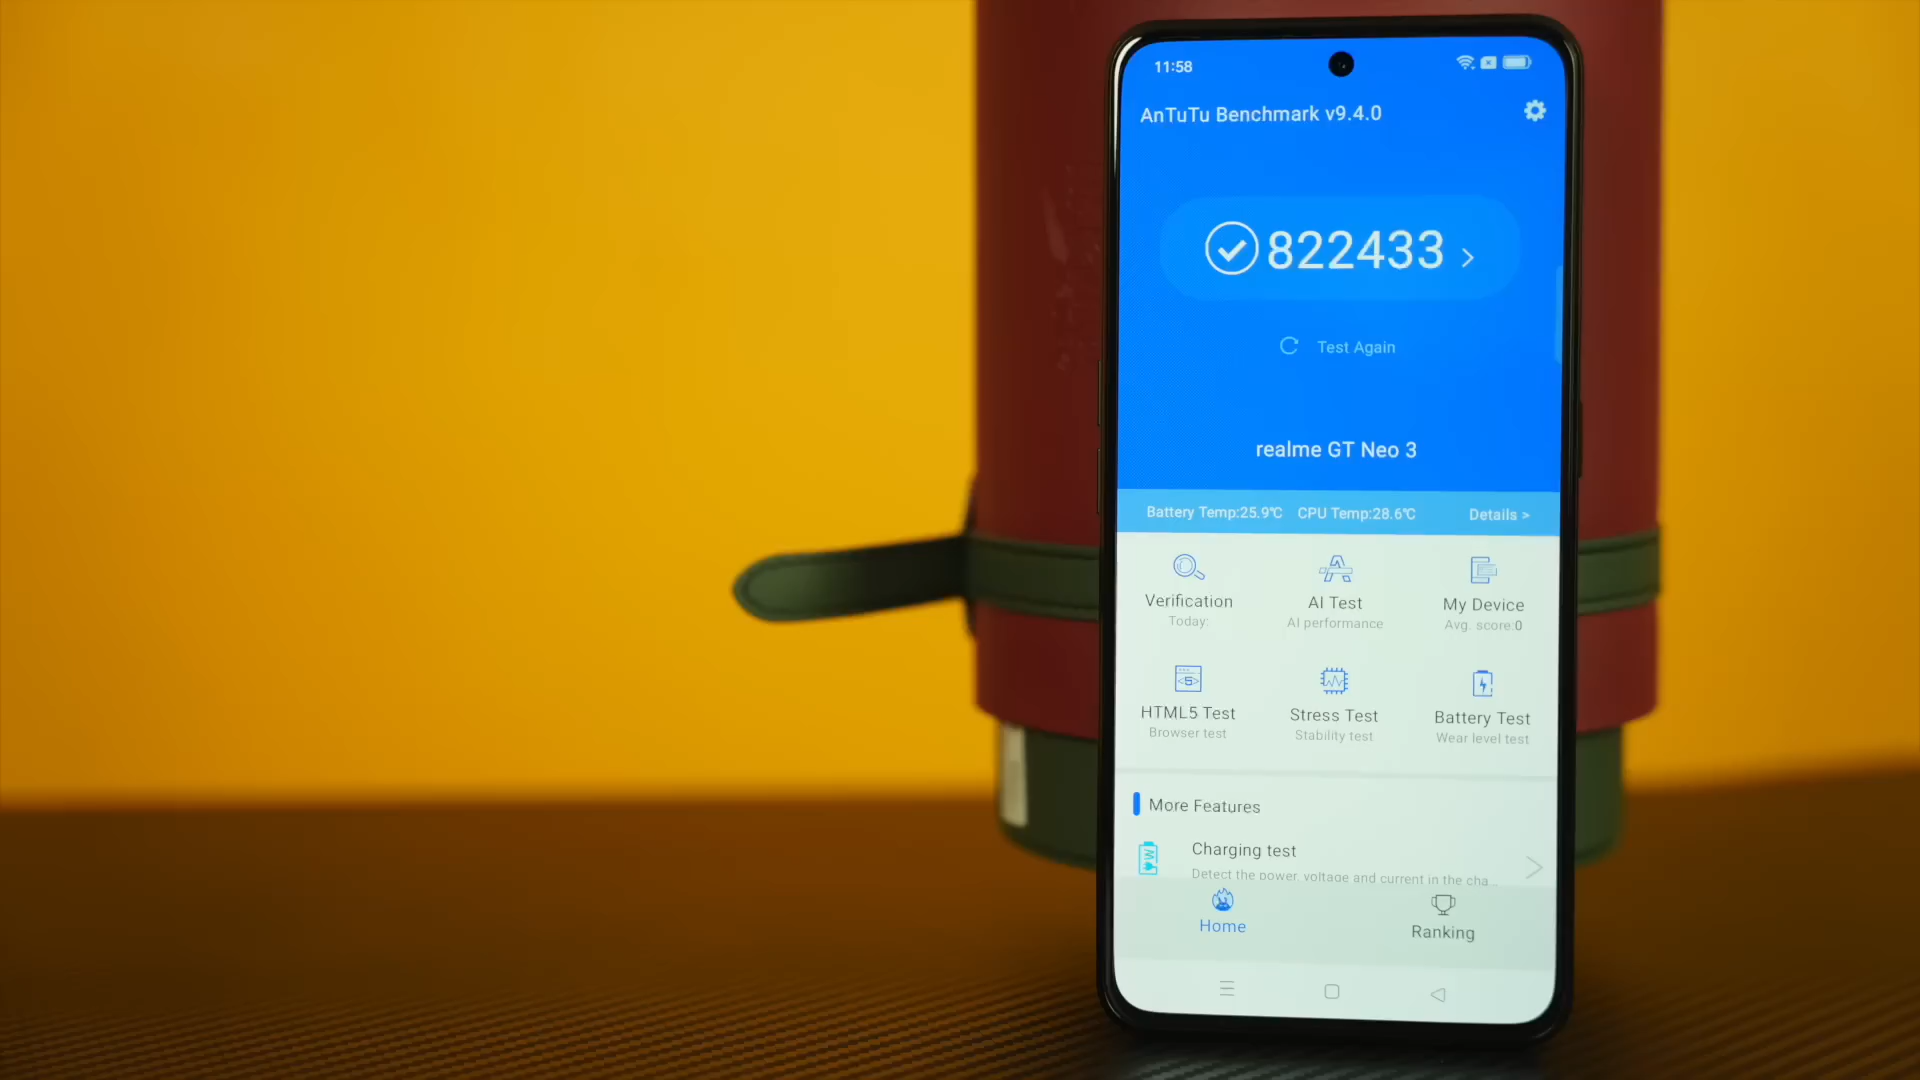 11:58
AnTuTu Benchmark v9.4.0
822433
Test Again
realme GT Neo 3
Battery Temp:25.9℃ CPU Temp:28.6℃ Details >
Verification AI Test My Device
Today: AI performance Avg. score:0
HTML5 Test Stress Test Battery Test
Browser test Stability test Wear level test
More Features
Charging test
Detect the power, voltage and current in the cha...
Home Ranking